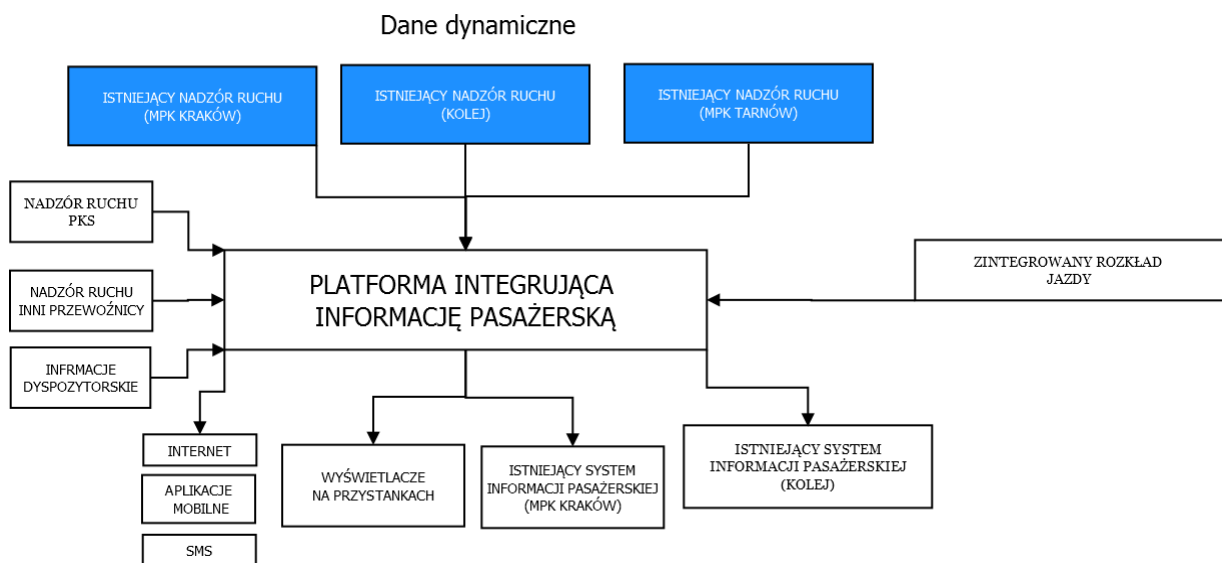 Dane dynamiczne
ISTNIEJĄCY NADZÓR RUCHU
(MPK KRAKÓW)
ISTNIEJĄCY NADZÓR RUCHU
(KOLEJ)
ISTNIEJĄCY NADZÓR RUCHU
(MPK TARNÓW)
NADZÓR RUCHU
PKS
NADZÓR RUCHU
INNI PRZEWOŹNICY
INFRMACJE
DYSPOZYTORSKIE
PLATFORMA INTEGRUJĄCA
INFORMACJĘ PASAŻERSKĄ
ZINTEGROWANY ROZKŁAD
JAZDY
INTERNET
APLIKACJE
MOBILNE
SMS
WYŚWIETLACZE
NA PRZYSTANKACH
ISTNIEJĄCY SYSTEM
INFORMACJI PASAŻERSKIEJ
(MPK KRAKÓW)
ISTNIEJĄCY SYSTEM
INFORMACJI PASAŻERSKIEJ
(KOLEJ)